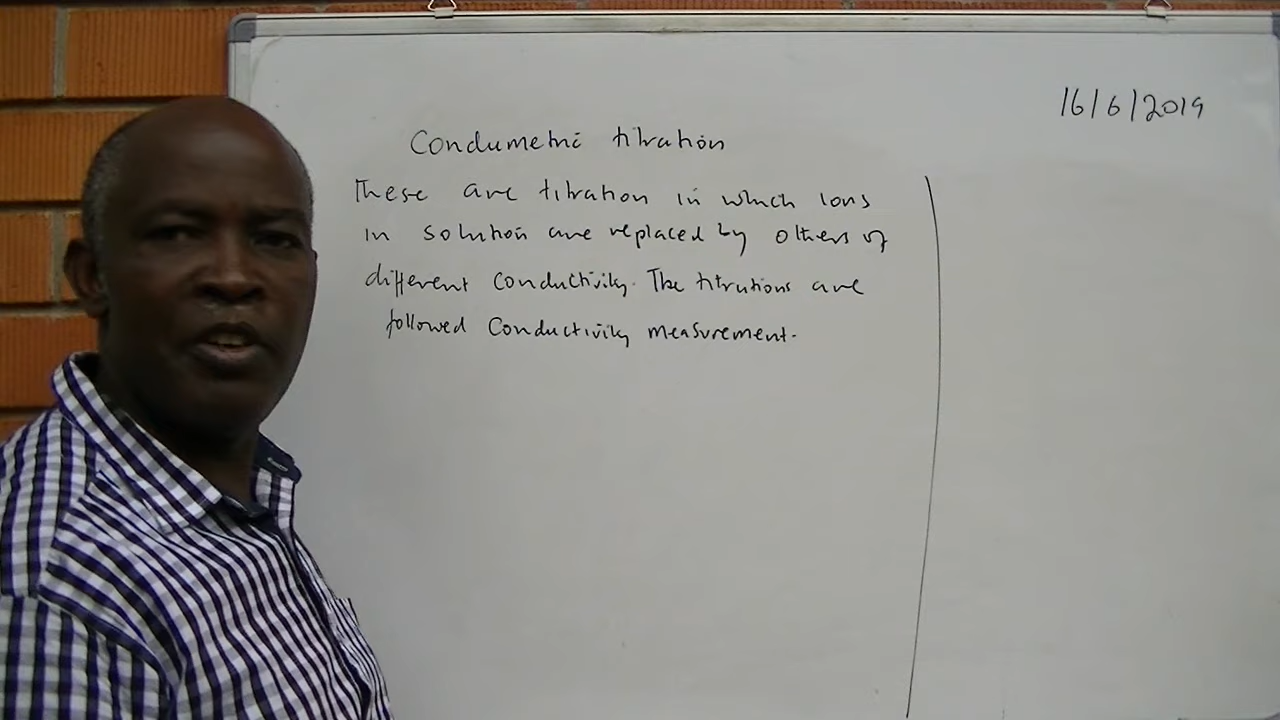 16/6/2019
Condumetric titration
These are titration in which ions
in solution are replaced by others of
different conductivity. The titrations are
followed conductivity measurement.